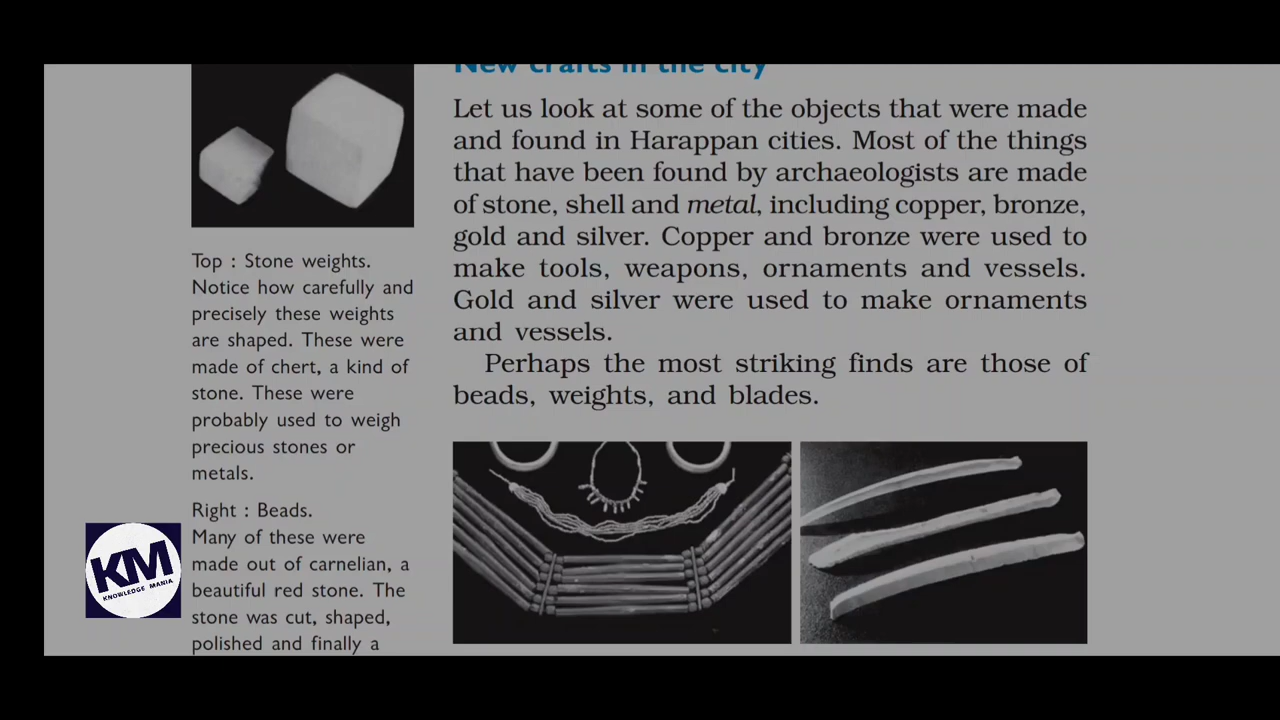 New crafts in the city
Let us look at some of the objects that were made
and found in Harappan cities. Most of the things
that have been found by archaeologists are made
of stone, shell and metal, including copper, bronze,
gold and silver. Copper and bronze were used to
make tools, weapons, ornaments and vessels.
Gold and silver were used to make ornaments
and vessels.
Perhaps the most striking finds are those of
beads, weights, and blades.
Top : Stone weights.
Notice how carefully and
precisely these weights
are shaped. These were
made of chert, a kind of
stone. These were
probably used to weigh
precious stones or
metals.
Right : Beads.
Many of these were
made out of carnelian, a
beautiful red stone. The
stone was cut, shaped,
polished and finally a
KM
KNOWLEDGE MANIA